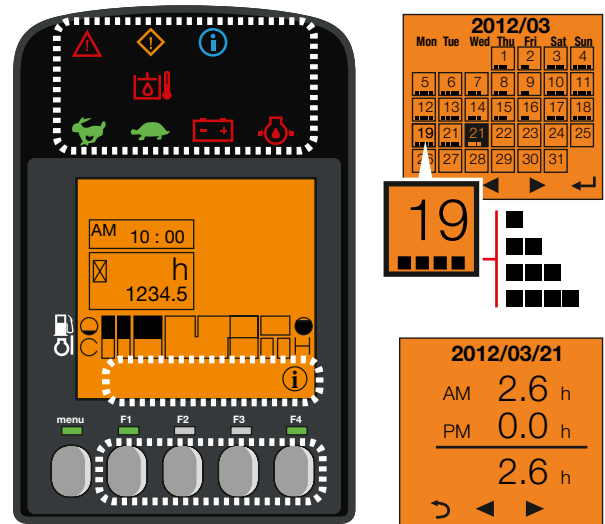 AM 10 : 00
h
1234.5
C H
i
menu F1 F2 F3 F4
2012/03
Mon Tue Wed Thu Fri Sat Sun
1 2 3 4
5 6 7 8 9 10 11
12 13 14 15 16 17 18
19 21 21 22 23 24 25
26 27 28 29 30 31
19
2012/03/21
AM 2.6 h
PM 0.0 h
2.6 h